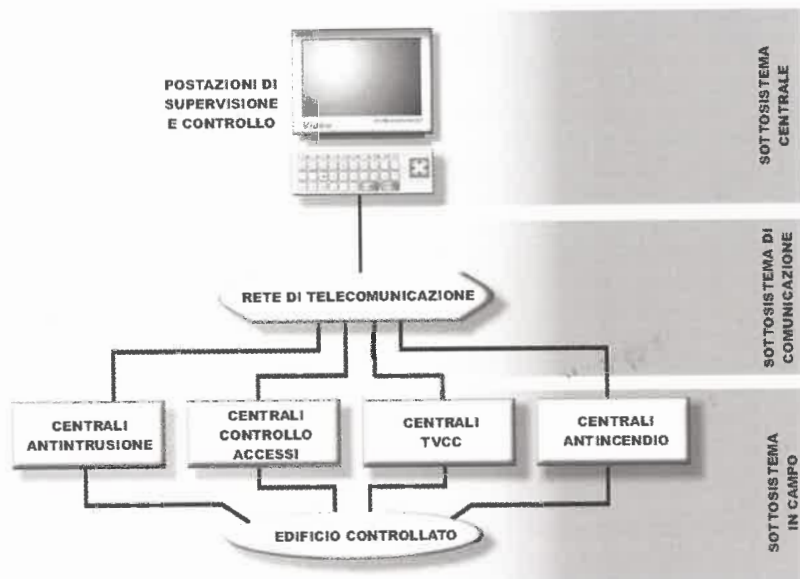 POSTAZIONI DI
SUPERVISIONE
E CONTROLLO
Video
SOTTOSISTEMA
CENTRALE
RETE DI TELECOMUNICAZIONE
SOTTOSISTEMA DI
COMUNICAZIONE
CENTRALI
ANTINTRUSIONE
CENTRALI
CONTROLLO
ACCESSI
CENTRALI
TVCC
CENTRALI
ANTINCENDIO
EDIFICIO CONTROLLATO
SOTTOSISTEMA
IN CAMPO